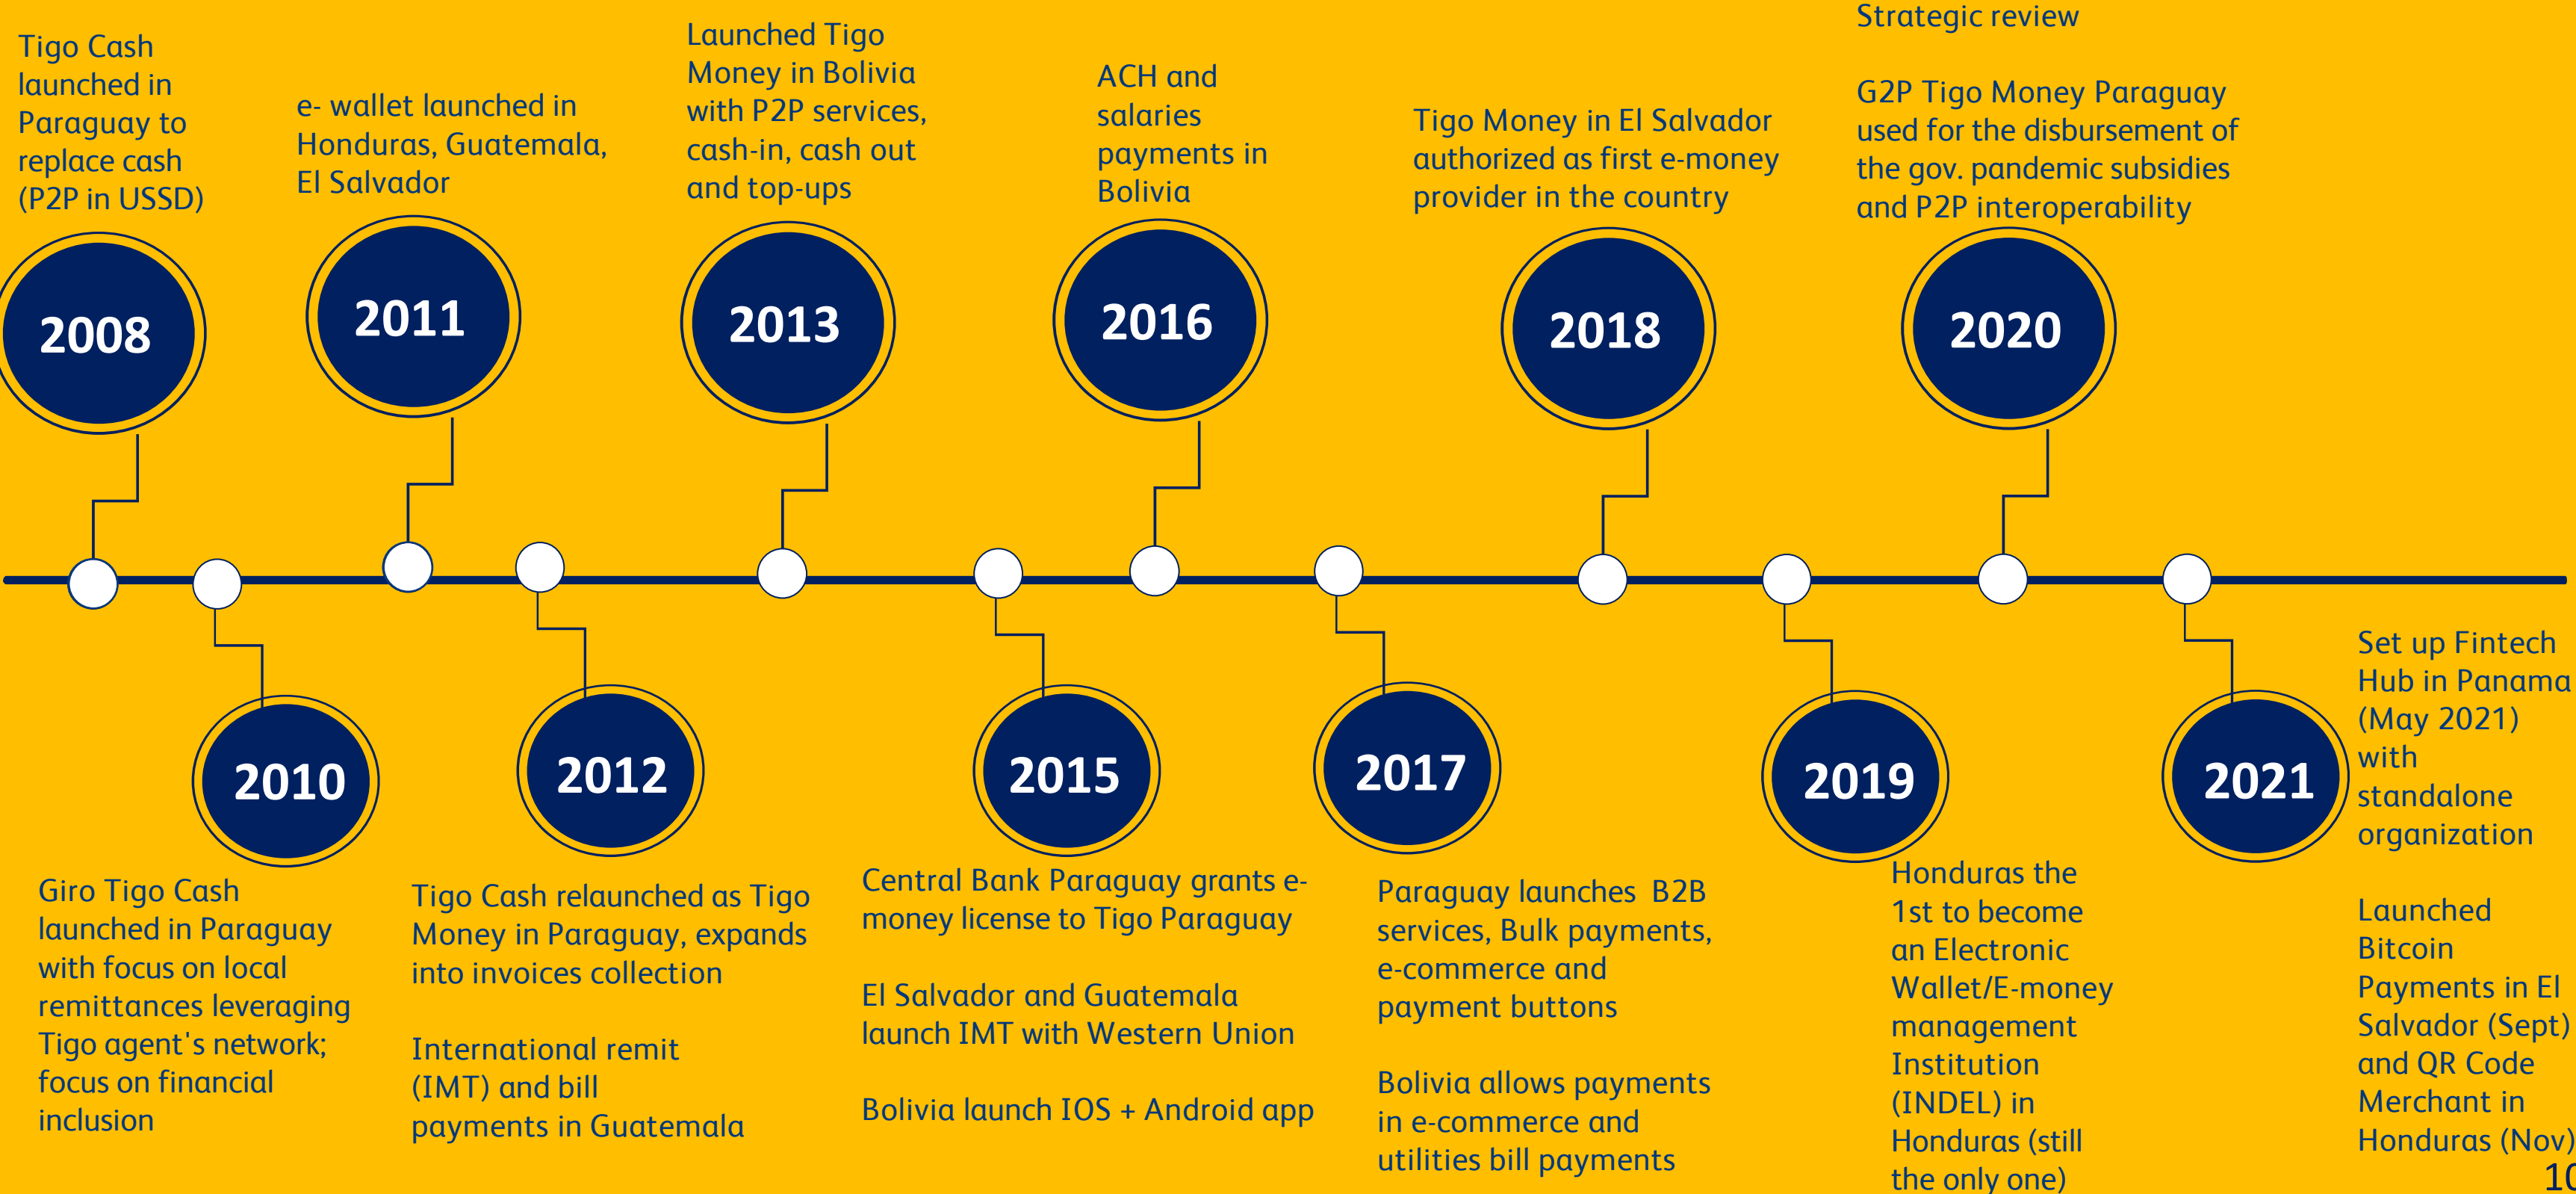 Tigo Cash
launched in
Paraguay to
replace cash
(P2P in USSD)
2008
Giro Tigo Cash
launched in Paraguay
with focus on local
remittances leveraging
Tigo agent's network;
focus on financial
inclusion
2010
e- wallet launched in
Honduras, Guatemala,
El Salvador
2011
Tigo Cash relaunched as Tigo
Money in Paraguay, expands
into invoices collection
International remit
(IMT) and bill
payments in Guatemala
2012
Launched Tigo
Money in Bolivia
with P2P services,
cash-in, cash out
and top-ups
2013
Central Bank Paraguay grants e-
money license to Tigo Paraguay
El Salvador and Guatemala
launch IMT with Western Union
Bolivia launch IOS + Android app
2015
ACH and
salaries
payments in
Bolivia
2016
Paraguay launches B2B
services, Bulk payments,
e-commerce and
payment buttons
Bolivia allows payments
in e-commerce and
utilities bill payments
2017
Tigo Money in El Salvador
authorized as first e-money
provider in the country
2018
Honduras the
1st to become
an Electronic
Wallet/E-money
management
Institution
(INDEL) in
Honduras (still
the only one)
2019
Strategic review
G2P Tigo Money Paraguay
used for the disbursement of
the gov. pandemic subsidies
and P2P interoperability
2020
Set up Fintech
Hub in Panama
(May 2021)
with
standalone
organization
Launched
Bitcoin
Payments in El
Salvador (Sept)
and QR Code
Merchant in
Honduras (Nov)
2021
10